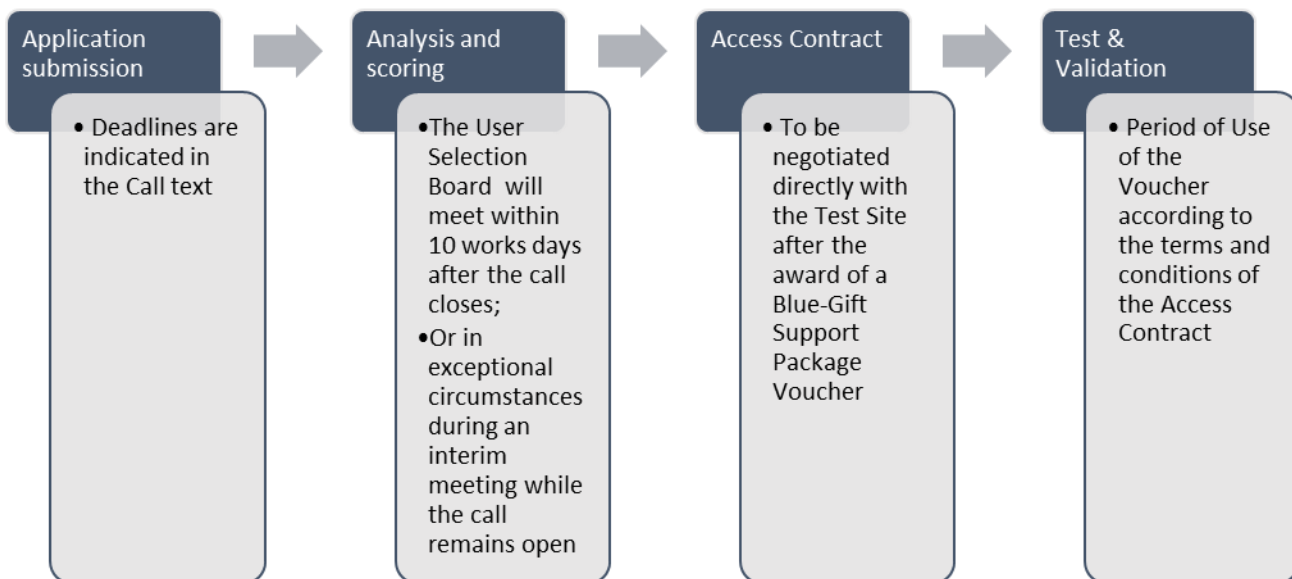 Application
submission
• Deadlines are
indicated in
the Call text
Analysis and
scoring
•The User
Selection
Board will
meet within
10 works days
after the call
closes;
•Or in
exceptional
circumstances
during an
interim
meeting while
the call
remains open
Access Contract
• To be
negotiated
directly with
the Test Site
after the
award of a
Blue-Gift
Support
Package
Voucher
Test &
Validation
• Period of Use
of the
Voucher
according to
the terms and
conditions of
the Access
Contract